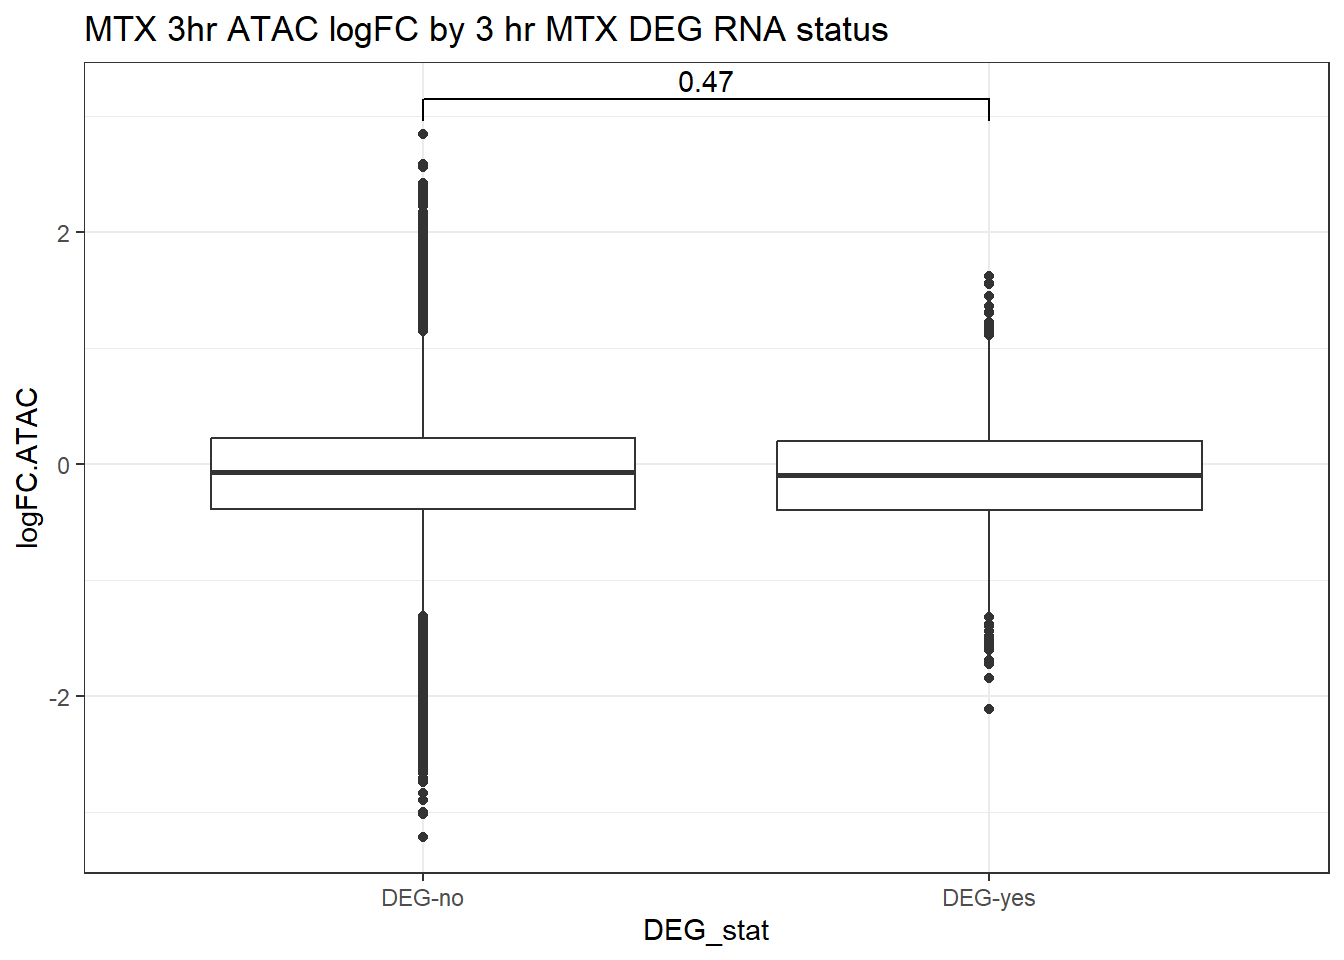 MTX 3hr ATAC logFC by 3 hr MTX DEG RNA status
0.47
2
0
-2
logFC.ATAC
DEG-no
DEG-yes
DEG_stat